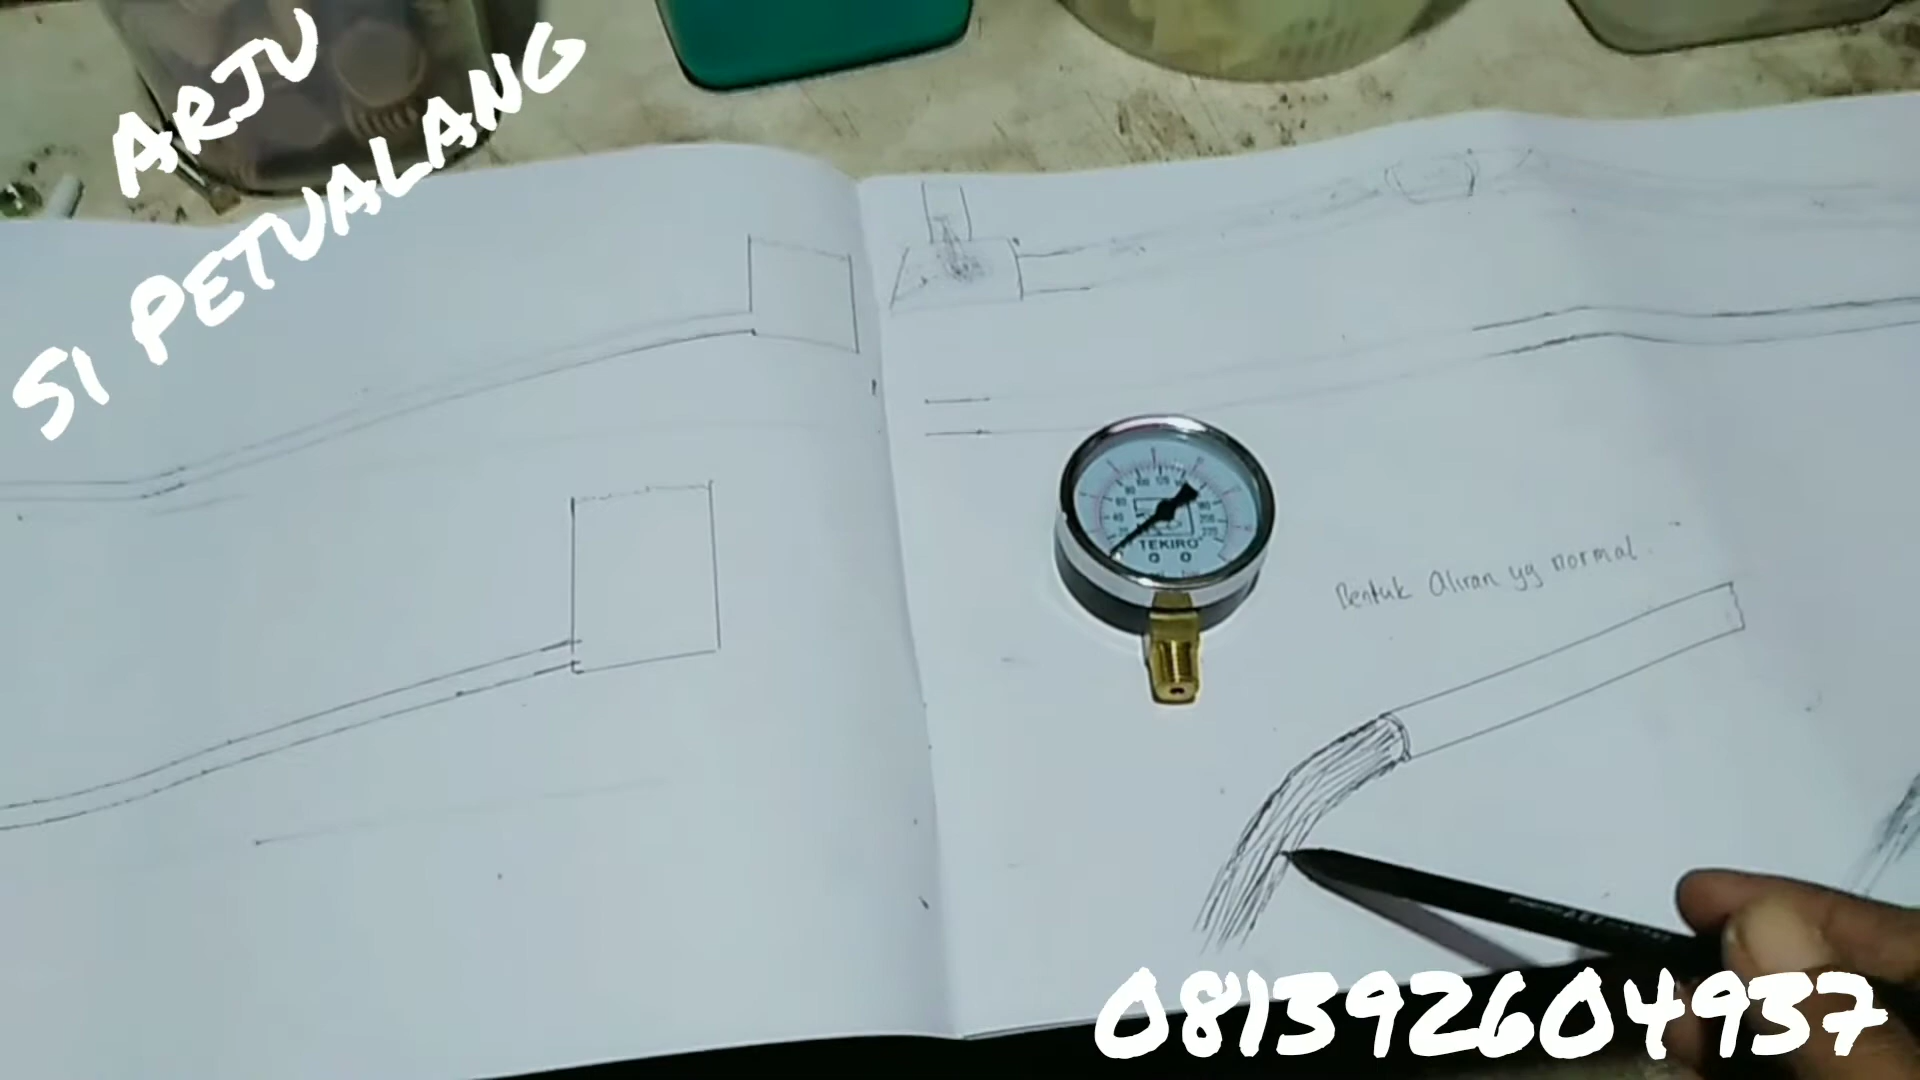 ARJU
SI PETUALANG
TEKIRO
Bentuk aliran yg normal.
081392604937